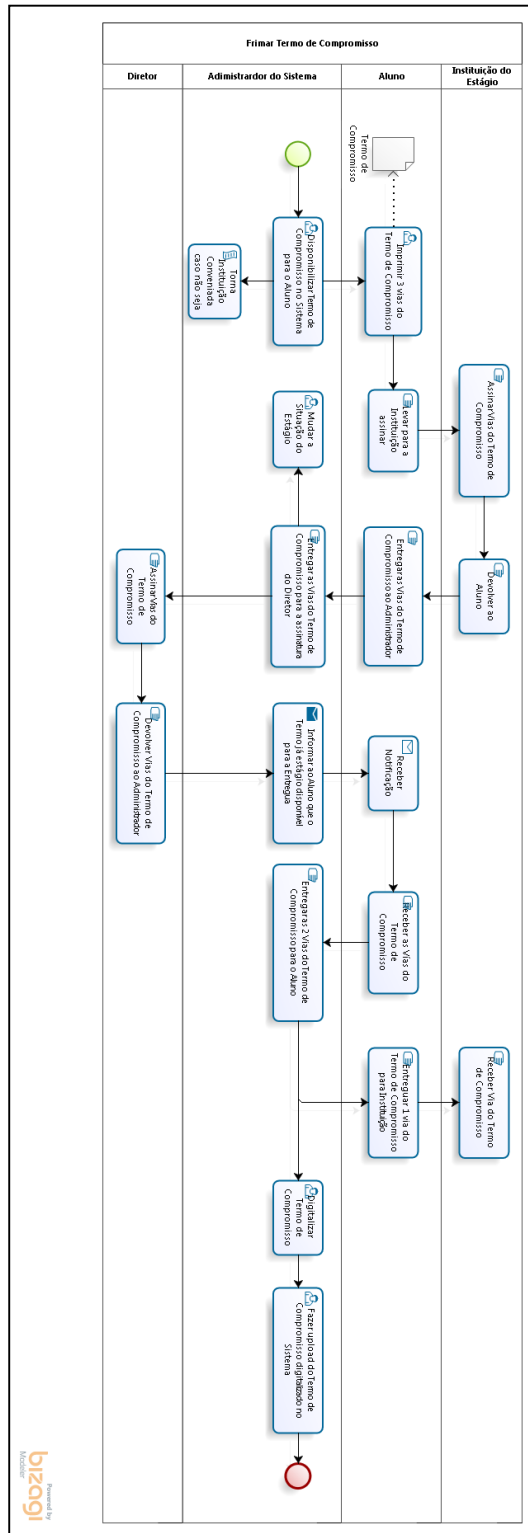 Frimar Termo de Compromisso
Diretor
Adimistrardor do Sistema
Aluno
Instituição do
Estágio
Termo de
Compromisso
Imprimir 3 vias do
Termo de Compromisso
Disponibilizar Termo de
Compromisso no Sistema
para o Aluno
Torna
Instituição
Conveniada
caso não seja
Levar para a
Instituição
assinar
Assinar Vias do Termo de
Compromisso
Devolver ao
Aluno
Entregar as Vias do Termo de
Compromisso ao Administrador
Entregar as Vias do Termo de
Compromisso para a assinatura
do Diretor
Mudar a
Situação do
Estágio
Assinar Vias do
Termo de
Compromisso
Devolver Vias do Termo de
Compromisso ao Administrador
Informar ao Aluno que o
Termo já estágio disponível
para a Entregua
Receber
Notificação
Receber as Vias do
Termo de
Compromisso
Entregar as 2 Vias do Termo de
Compromisso para o Aluno
Entreguar 1 via do
Termo de Compromisso
para Instituição
Receber Via do Termo
de Compromisso
Digitalizar
Termo de
Compromisso
Fazer upload do Termo de
Compromisso digitalizado no
Sistema
Powered by
bizagi
Modeler